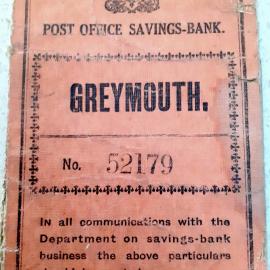 POST OFFICE SAVINGS-BANK.
GREYMOUTH.
No. 52179
In all communications with the
Department on savings-bank
business the above particulars